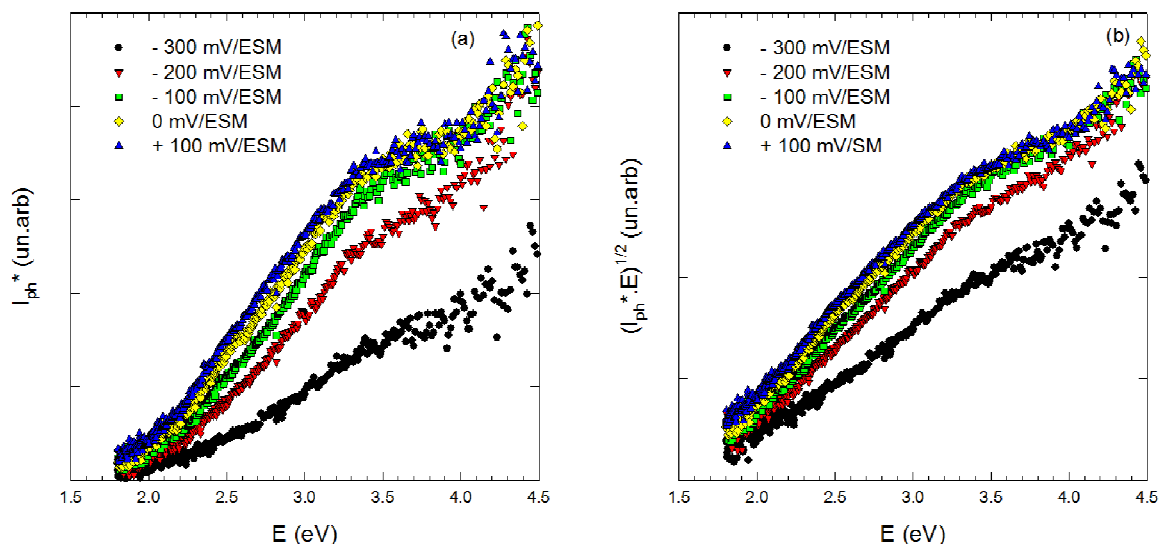 (a)
- 300 mV/ESM
- 200 mV/ESM
- 100 mV/ESM
0 mV/ESM
+ 100 mV/ESM
I_ph* (un.arb)
1.5 2.0 2.5 3.0 3.5 4.0 4.5
E (eV)
(b)
- 300 mV/ESM
- 200 mV/ESM
- 100 mV/ESM
0 mV/ESM
+ 100 mV/SM
(I_ph*.E)^1/2 (un.arb)
1.5 2.0 2.5 3.0 3.5 4.0 4.5
E (eV)